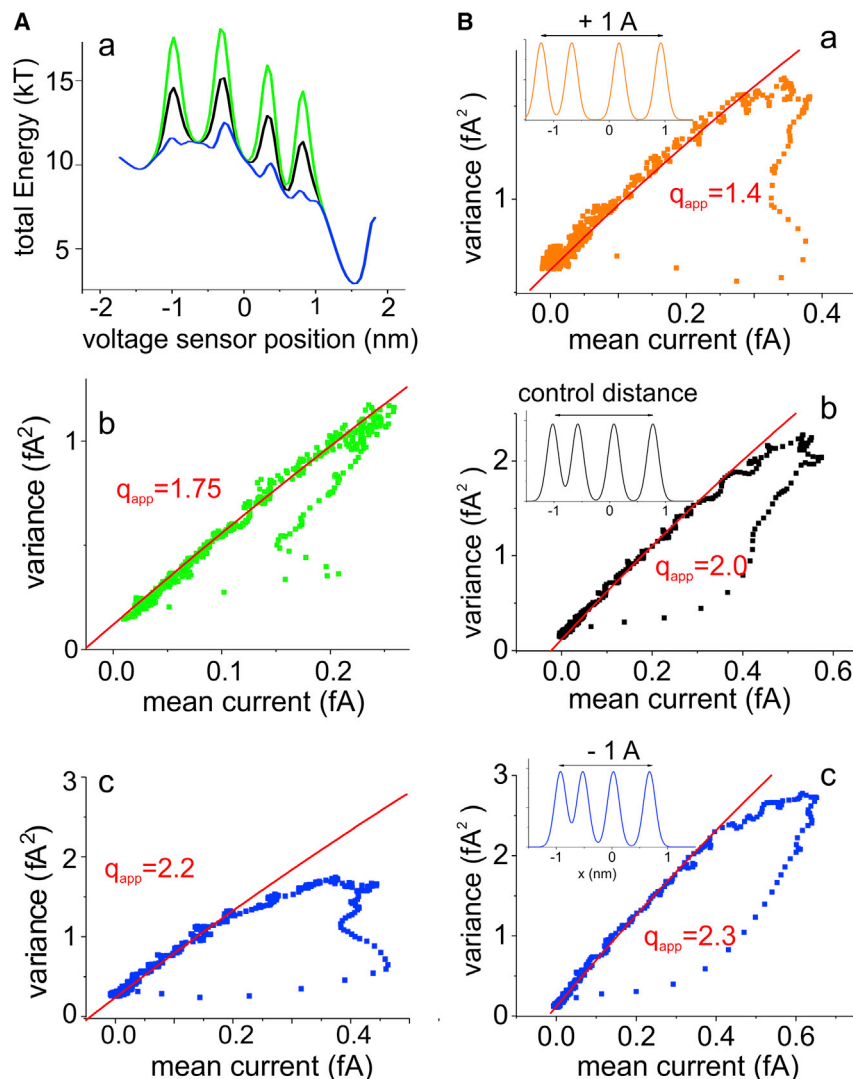 A
a
total Energy (kT)
15
10
5
-2 -1 0 1 2
voltage sensor position (nm)
b
variance (fA²)
1
0
qapp=1.75
0.0 0.1 0.2
mean current (fA)
c
variance (fA²)
3
2
1
0
qapp=2.2
0.0 0.2 0.4
mean current (fA)
B
a
+ 1 A
-1 0 1
variance (fA²)
1
qapp=1.4
0.0 0.2 0.4
mean current (fA)
control distance
b
-1 0 1
variance (fA²)
2
1
0
qapp=2.0
0.0 0.2 0.4 0.6
mean current (fA)
- 1 A
c
-1 0 1
x (nm)
variance (fA²)
3
2
1
0
qapp=2.3
0.0 0.2 0.4 0.6
mean current (fA)